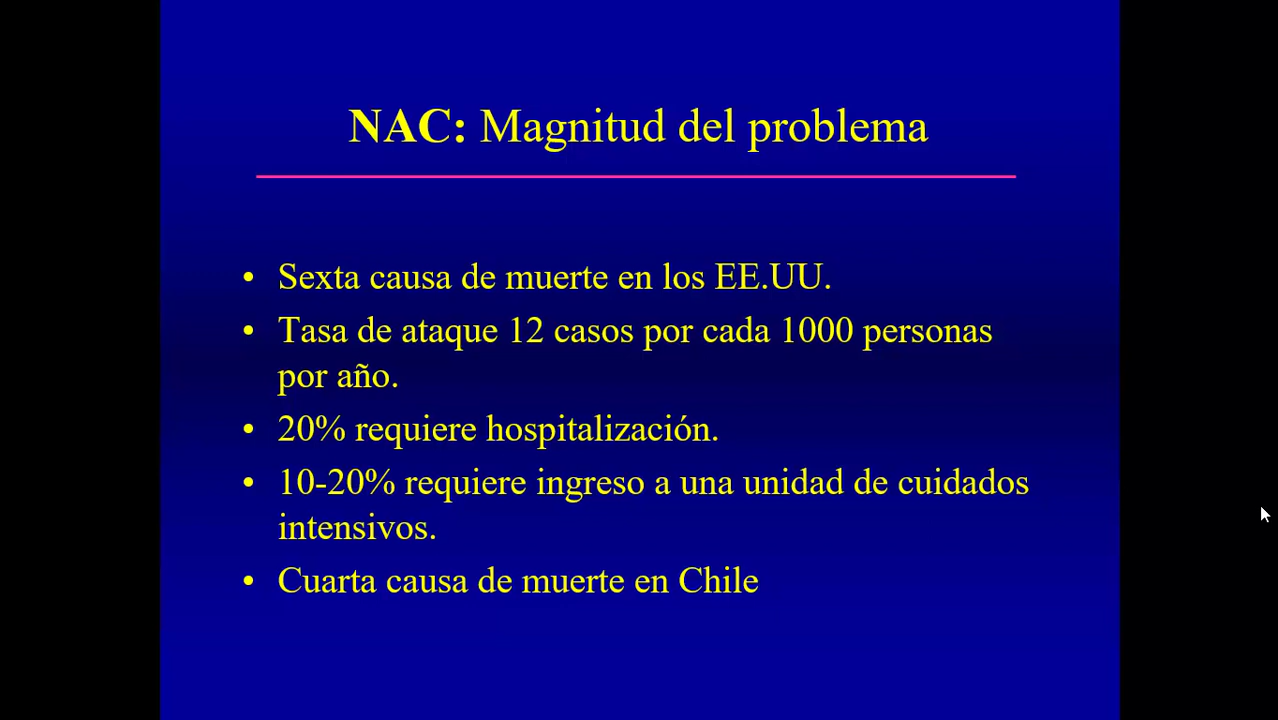 NAC: Magnitud del problema
• Sexta causa de muerte en los EE.UU.
• Tasa de ataque 12 casos por cada 1000 personas
por año.
• 20% requiere hospitalización.
• 10-20% requiere ingreso a una unidad de cuidados
intensivos.
• Cuarta causa de muerte en Chile